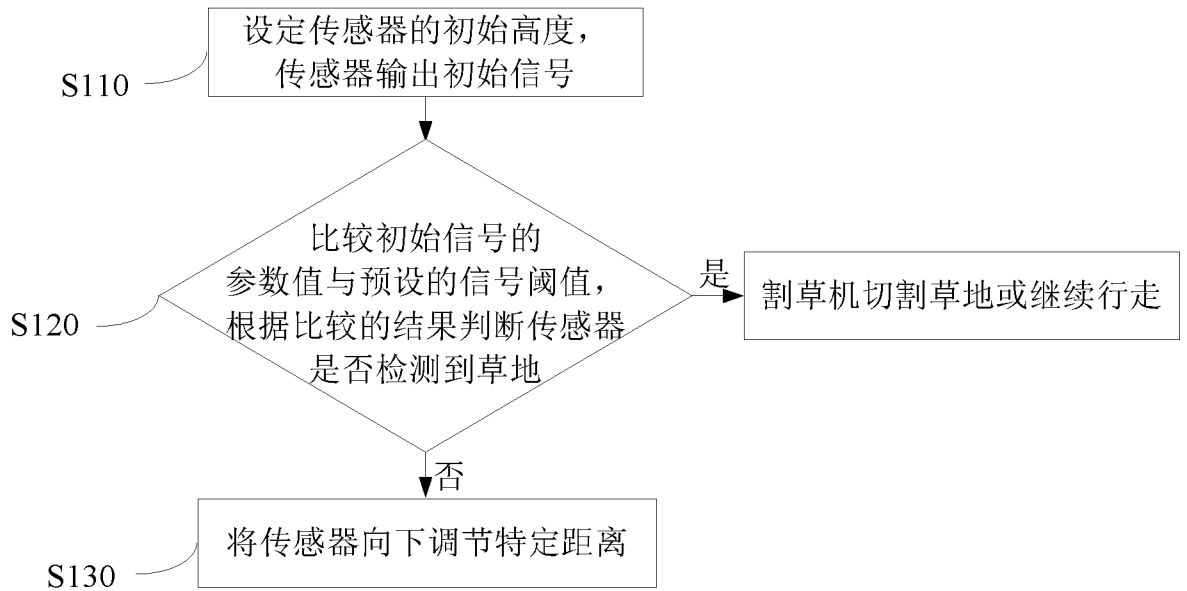 设定传感器的初始高度，
传感器输出初始信号
S110
比较初始信号的
参数值与预设的信号阈值，
根据比较的结果判断传感器
是否检测到草地
S120
是
割草机切割草地或继续行走
否
将传感器向下调节特定距离
S130